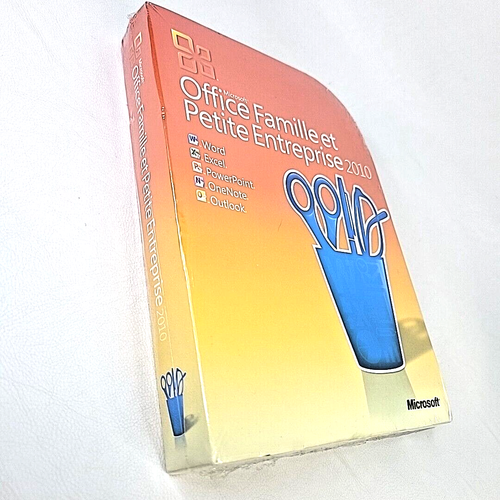 Microsoft
Office Famille et
Petite Entreprise 2010
Word
Excel
PowerPoint
OneNote
Outlook
Microsoft
Microsoft
Office Famille et Petite Entreprise 2010